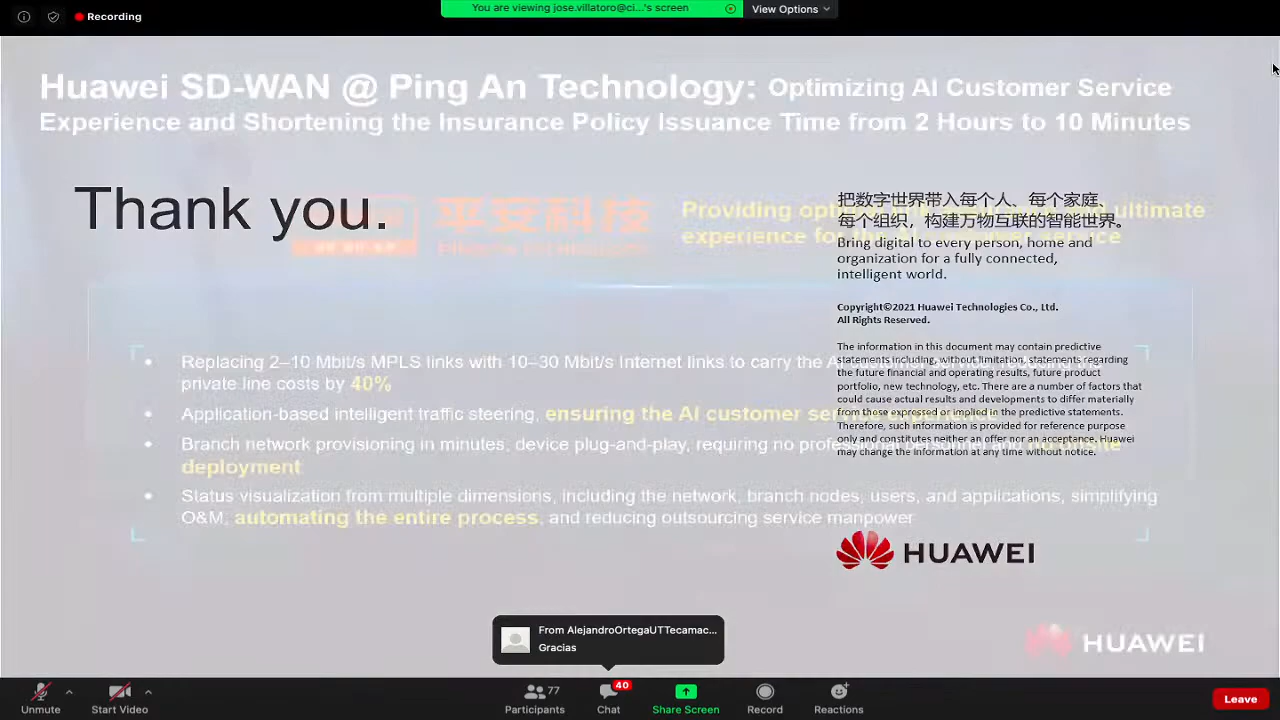 Recording
You are viewing jose.villatoro@ci...'s screen
View Options
Huawei SD-WAN @ Ping An Technology: Optimizing AI Customer Service
Experience and Shortening the Insurance Policy Issuance Time from 2 Hours to 10 Minutes
Thank you.
平安科技
Providing ultimate
experience for
把数字世界带入每个人、每个家庭、
每个组织，构建万物互联的智能世界。
Bring digital to every person, home and
organization for a fully connected,
intelligent world.
Copyright©2021 Huawei Technologies Co., Ltd.
All Rights Reserved.
The information in this document may contain predictive
statements including, without limitation, statements regarding
the future financial and operating results, future product
portfolio, new technology, etc. There are a number of factors that
could cause actual results and developments to differ materially
from those expressed or implied in the predictive statements.
Therefore, such information is provided for reference purpose
only and constitutes neither an offer nor an acceptance. Huawei
may change the information at any time without notice.
• Replacing 2–10 Mbit/s MPLS links with 10–30 Mbit/s Internet links to carry the
private line costs by 40%
• Application-based intelligent traffic steering, ensuring the AI customer service
• Branch network provisioning in minutes, device plug-and-play, requiring no
deployment
• Status visualization from multiple dimensions, including the network, branch nodes, users, and applications, simplifying
O&M, automating the entire process, and reducing outsourcing service manpower
HUAWEI
HUAWEI
From AlejandroOrtegaUTTecamac...
Gracias
Unmute
Start Video
77
Participants
40
Chat
Share Screen
Record
Reactions
Leave